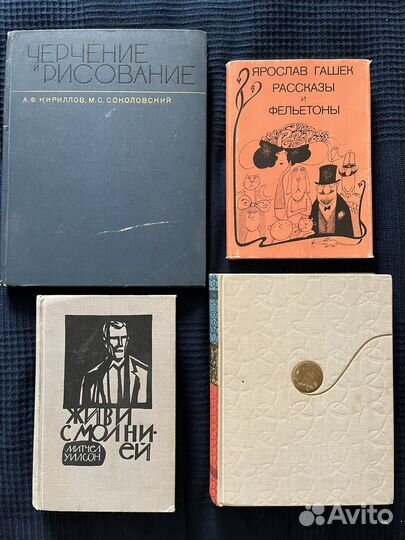 ЧЕРЧЕНИЕ
И РИСОВАНИЕ
А.Ф. КИРИЛЛОВ, М.С. СОКОЛОВСКИЙ
ЯРОСЛАВ ГАШЕК
РАССКАЗЫ
И
ФЕЛЬЕТОНЫ
ЖИВИ
С МОЛНИ-
ЕЙ
МИТЧЕЛ
УИЛСОН
Avito